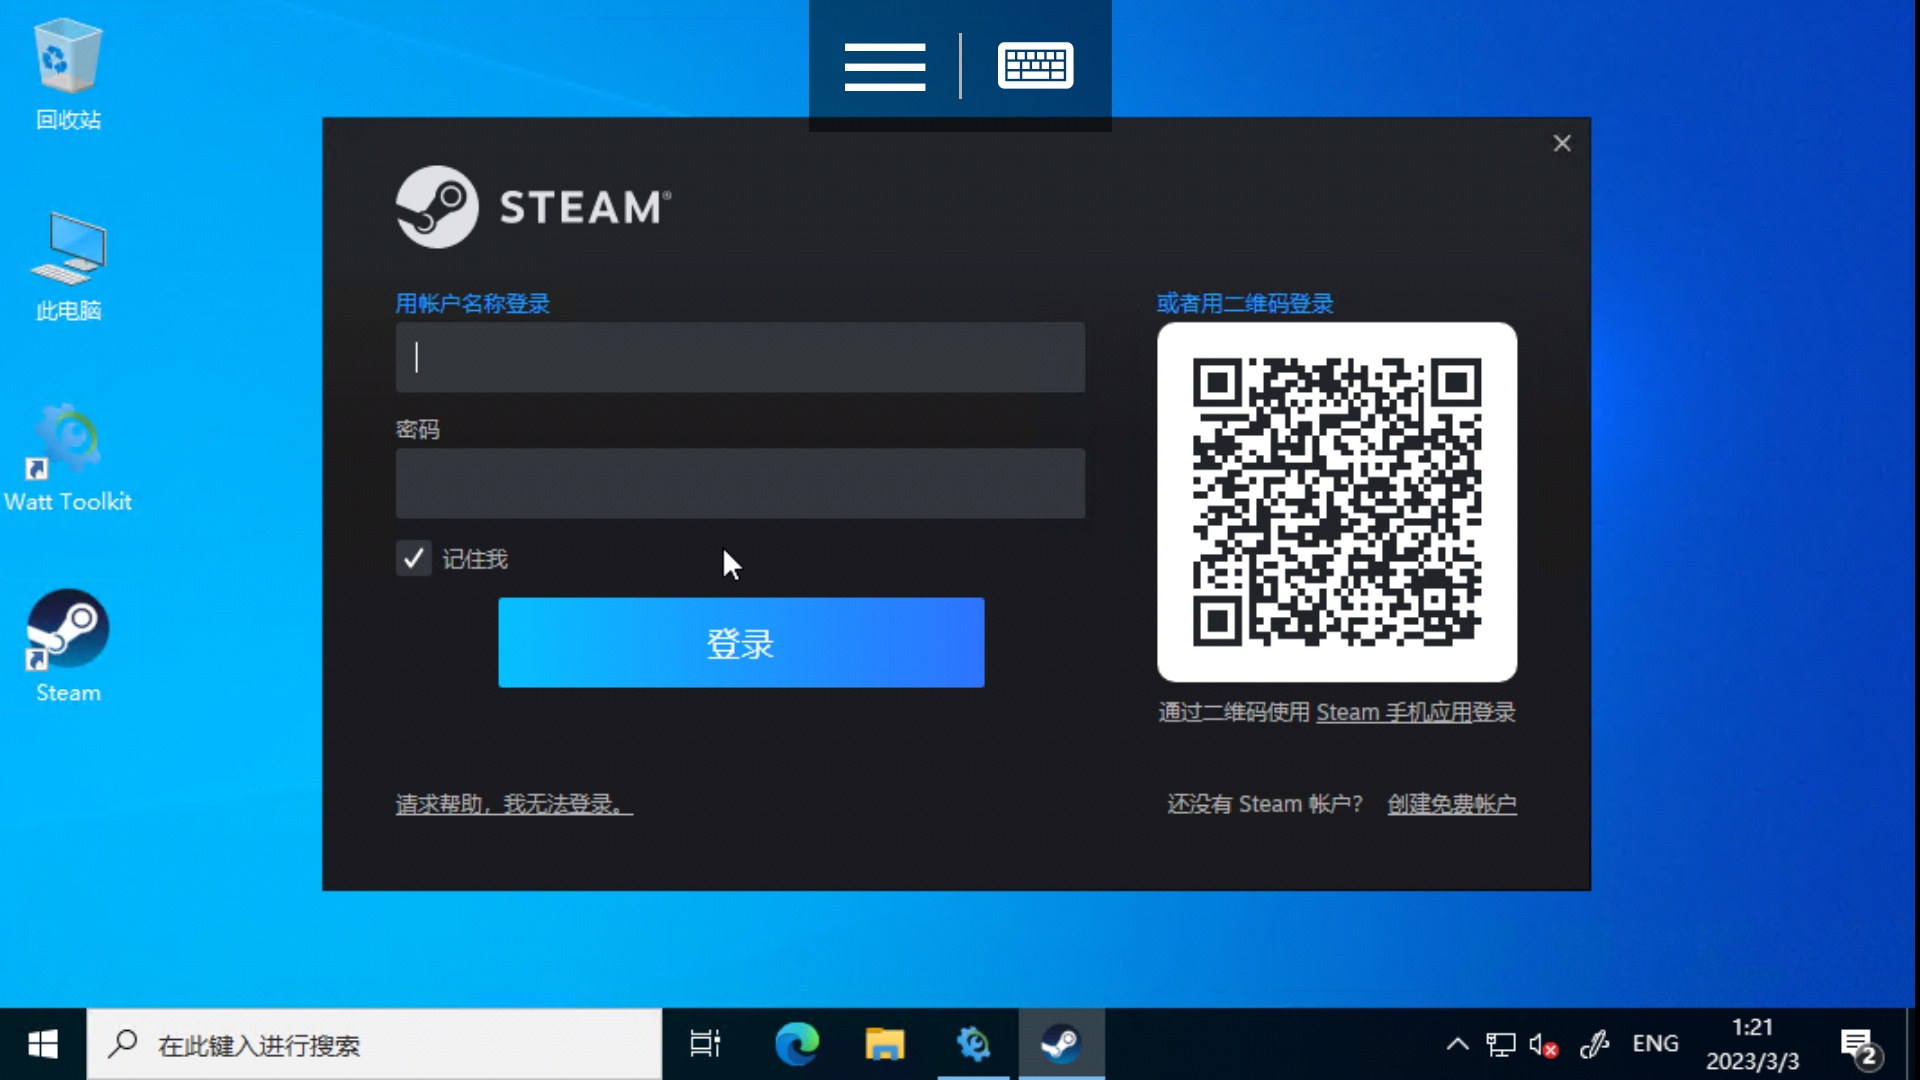 回收站
此电脑
Watt Toolkit
Steam
STEAM®
用帐户名称登录
密码
记住我
登录
请求帮助，我无法登录。
或者用二维码登录
通过二维码使用 Steam 手机应用登录
还没有 Steam 帐户? 创建免费帐户
在此键入进行搜索
ENG
1:21
2023/3/3
2